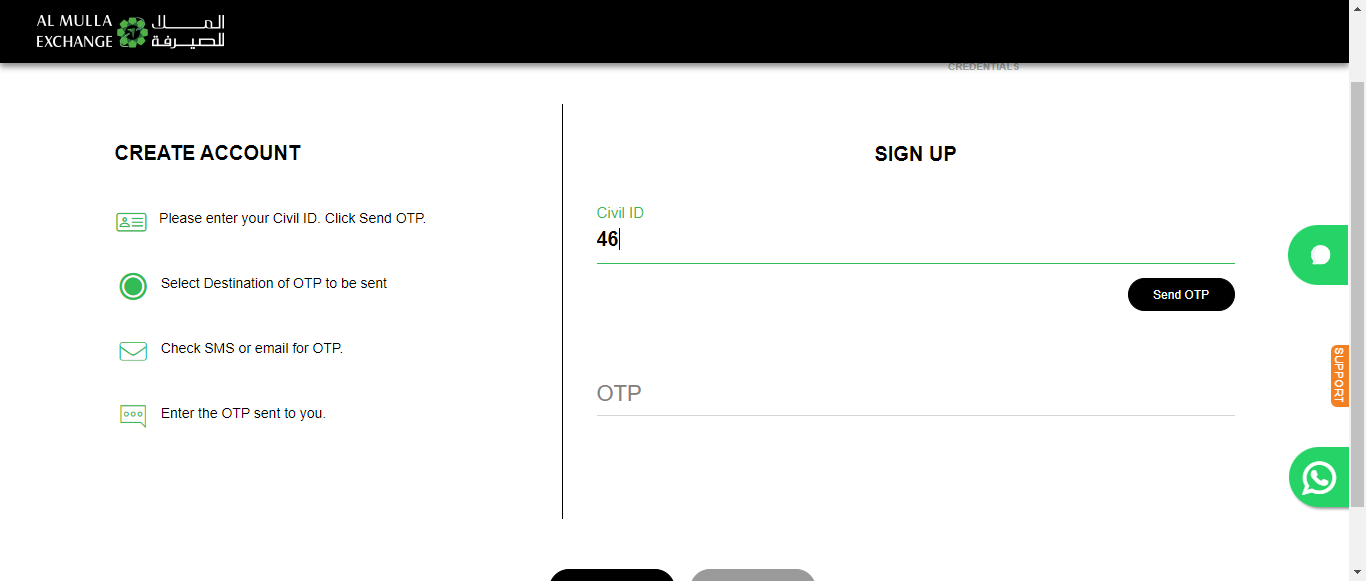 AL MULLA
EXCHANGE
المــلا
للصيــرفة
CREDENTIALS
CREATE ACCOUNT
Please enter your Civil ID. Click Send OTP.
Select Destination of OTP to be sent
Check SMS or email for OTP.
Enter the OTP sent to you.
SIGN UP
Civil ID
46
Send OTP
OTP
SUPPORT